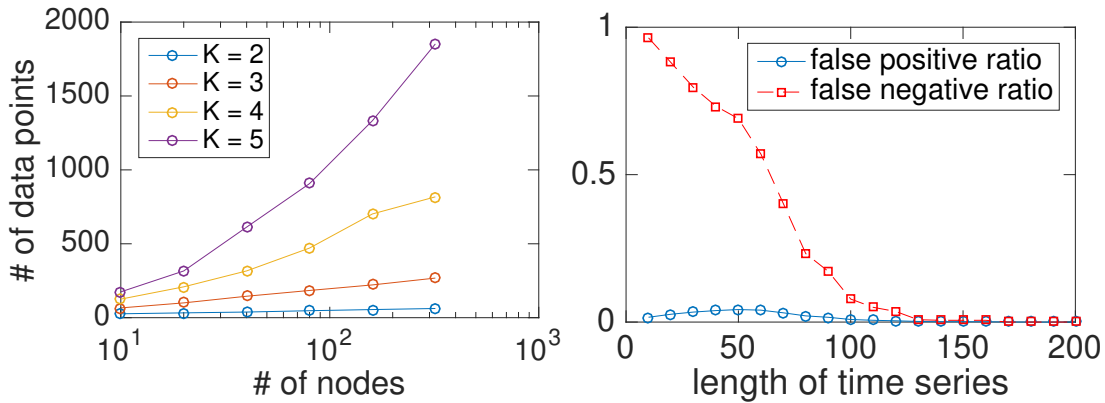 2000
1500
1000
500
0
# of data points
K = 2
K = 3
K = 4
K = 5
10^1
10^2
10^3
# of nodes
1
0.5
0
false positive ratio
false negative ratio
0
50
100
150
200
length of time series